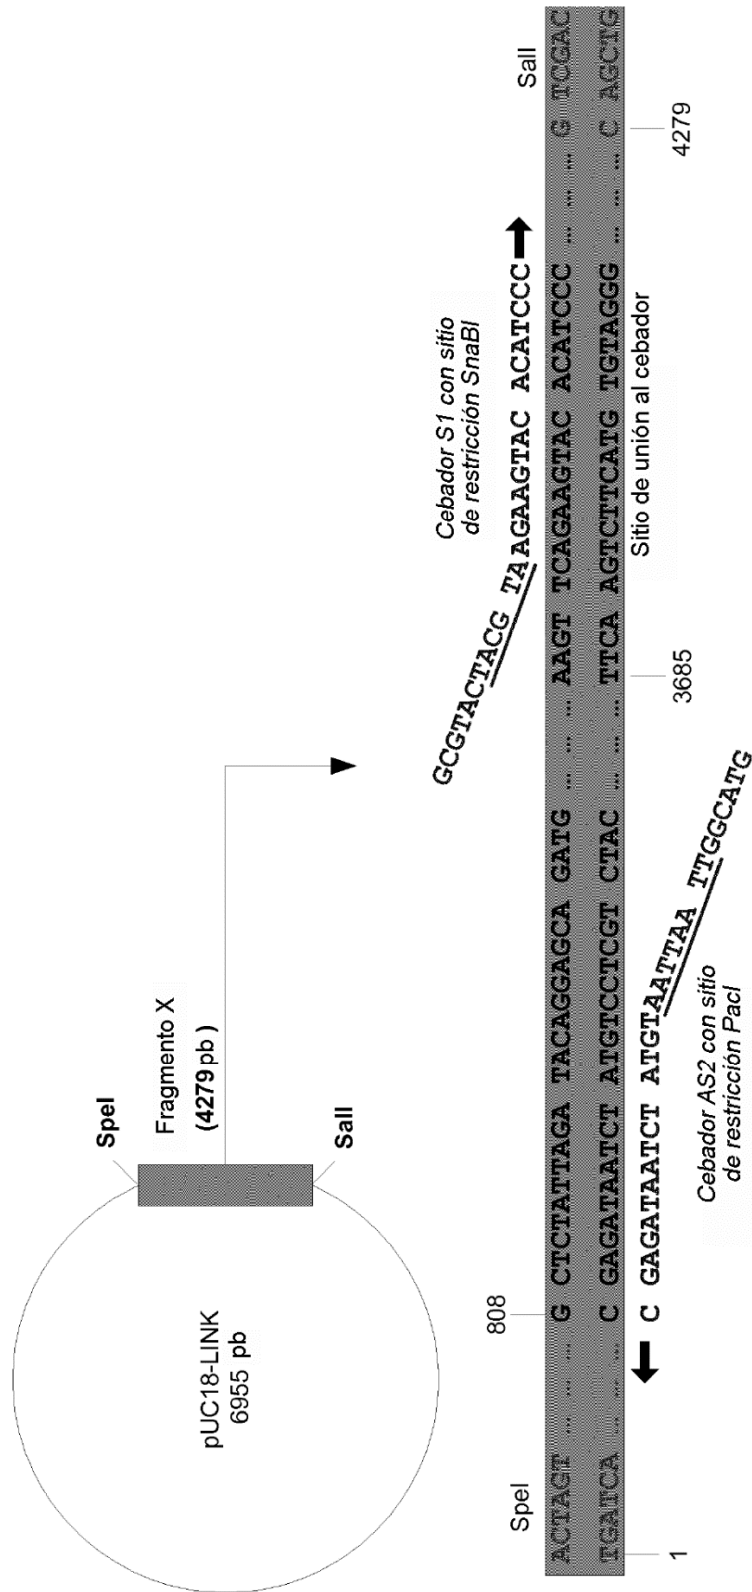 SpeI
Fragmento X
(4279 pb )
SalI
pUC18-LINK
6955 pb
Cebador S1 con sitio
de restricción SnaBI
GCGTACTACG TAAGAAGTAC ACATCCC
SpeI
808
SalI
ACTAGT ... ... ... G CTCTATTAGA TACAGGAGCA GATG ... ... ... AAGT TCAGAAGTAC ACATCCC ... ... ... G TCGAC
TGATCA ... ... ... C GAGATAATCT ATGTCCTCGT CTAC ... ... ... TTCA AGTCTTCATG TGTAGGG ... ... ... C AGCTG
1
3685
Sitio de unión al cebador
4279
C GAGATAATCT ATGTAATTAA TTGGCATG
Cebador AS2 con sitio
de restricción PacI